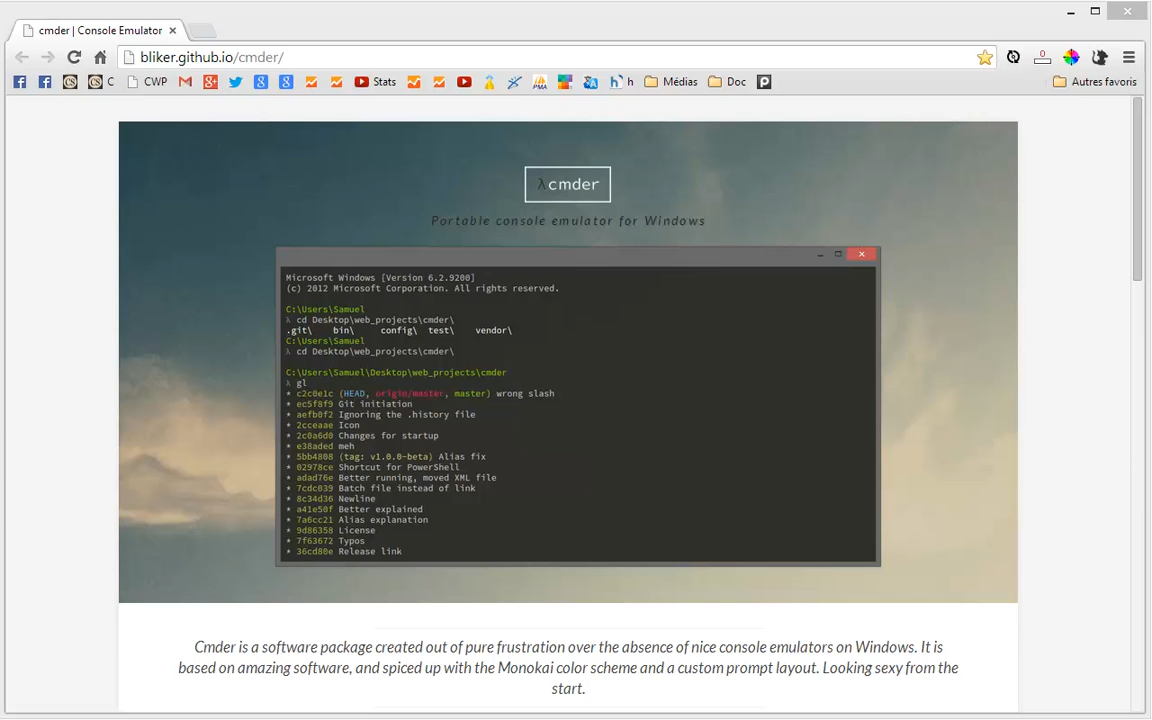 cmder | Console Emulator
bliker.github.io/cmder/
0
C CWP Stats PMA h h Médias Doc Autres favoris
λcmder
Portable console emulator for Windows
Microsoft Windows [Version 6.2.9200]
(c) 2012 Microsoft Corporation. All rights reserved.
C:\Users\Samuel
λ cd Desktop\web_projects\cmder\
.git\ bin\ config\ test\ vendor\
C:\Users\Samuel
λ cd Desktop\web_projects\cmder\
C:\Users\Samuel\Desktop\web_projects\cmder
λ gl
* c2c0e1c (HEAD, origin/master, master) wrong slash
* ec5f8f9 Git initiation
* aefb0f2 Ignoring the .history file
* 2cceaae Icon
* 2c0a6d0 Changes for startup
* e38aded meh
* 5bb4808 (tag: v1.0.0-beta) Alias fix
* 02978ce Shortcut for PowerShell
* adad76e Better running, moved XML file
* 7cdc039 Batch file instead of link
* 8c34d36 Newline
* a41e50f Better explained
* 7a6cc21 Alias explanation
* 9d86358 License
* 7f63672 Typos
* 36cd80e Release link
Cmder is a software package created out of pure frustration over the absence of nice console emulators on Windows. It is
based on amazing software, and spiced up with the Monokai color scheme and a custom prompt layout. Looking sexy from the
start.